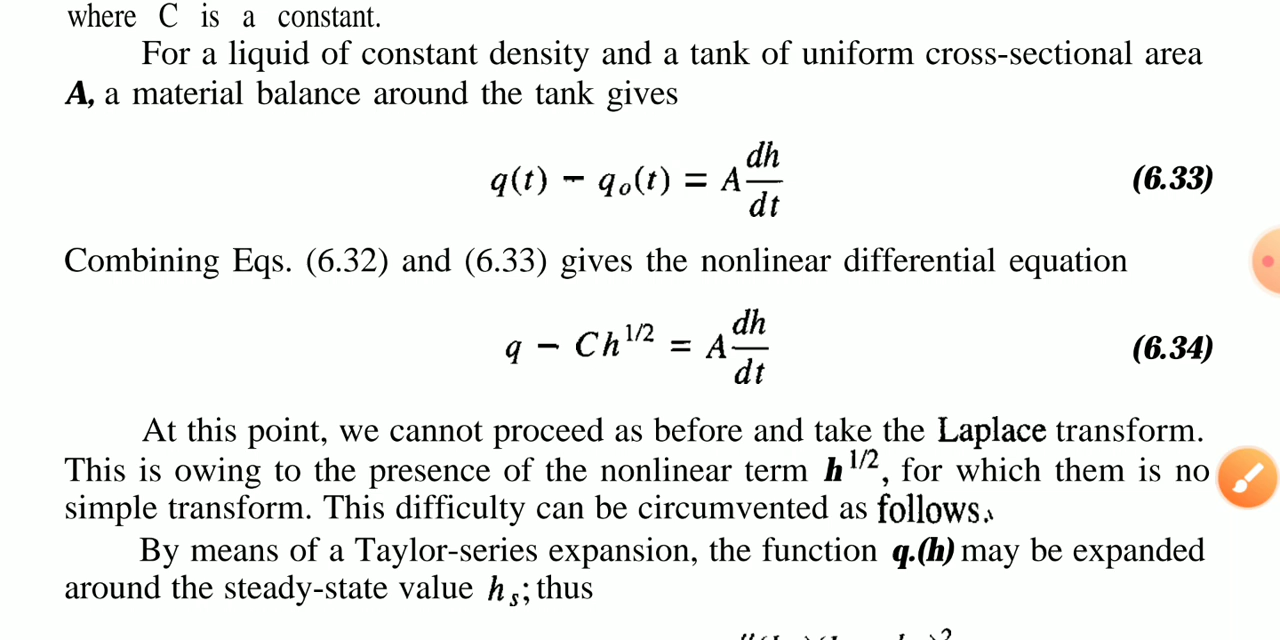 where C is a constant.
For a liquid of constant density and a tank of uniform cross-sectional area
A, a material balance around the tank gives
q(t) − qₒ(t) = A dh/dt (6.33)
Combining Eqs. (6.32) and (6.33) gives the nonlinear differential equation
q − Ch^1/2 = A dh/dt (6.34)
At this point, we cannot proceed as before and take the Laplace transform.
This is owing to the presence of the nonlinear term h^1/2, for which them is no
simple transform. This difficulty can be circumvented as follows.
By means of a Taylor-series expansion, the function q.(h) may be expanded
around the steady-state value hₛ; thus